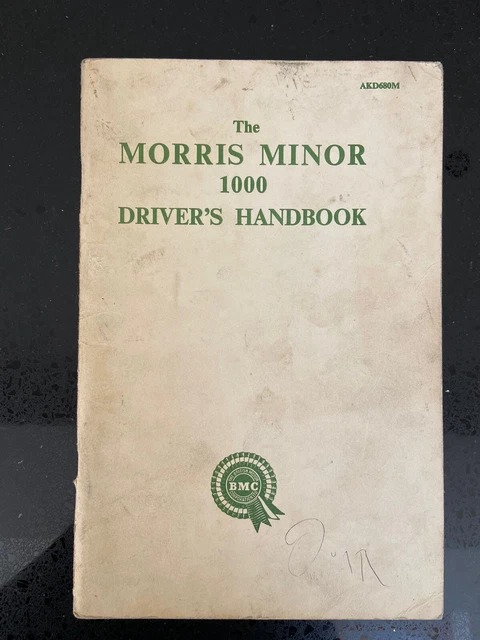 AKD680M
The
MORRIS MINOR
1000
DRIVER'S HANDBOOK
BMC